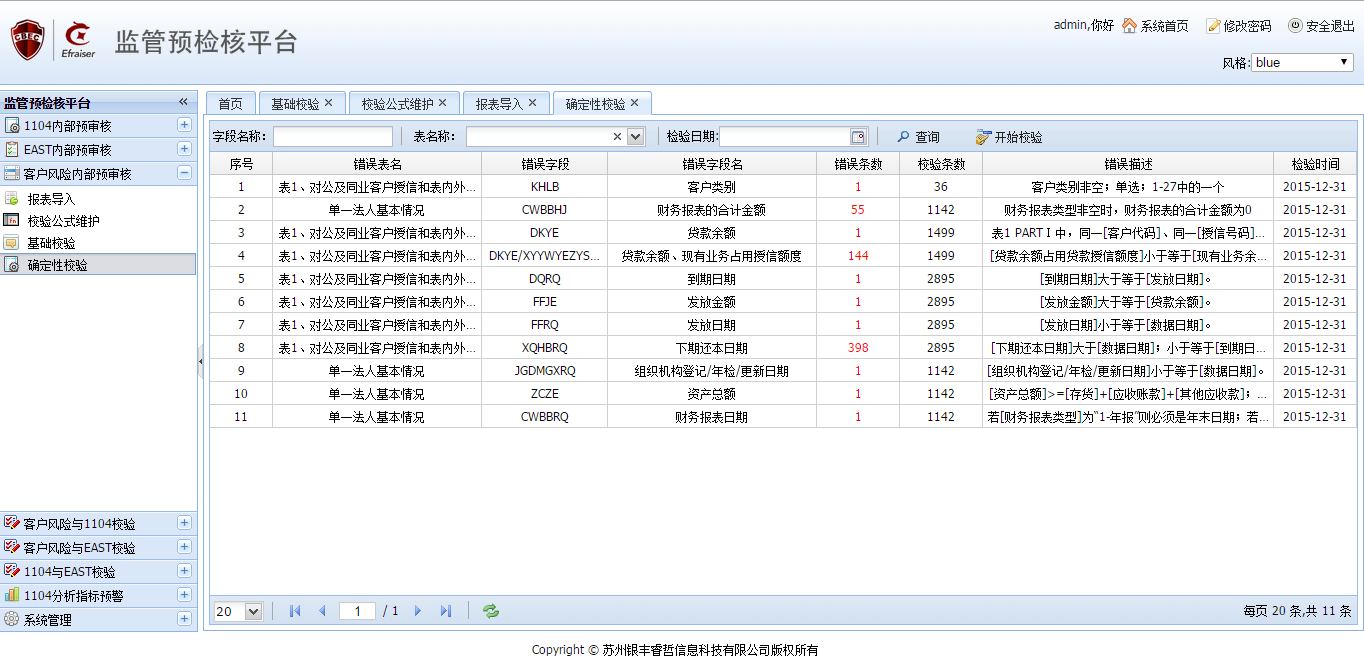 CBEC Efraiser 监管预检核平台
admin,你好 系统首页 修改密码 安全退出
风格: blue
监管预检核平台
1104内部预审核
EAST内部预审核
客户风险内部预审核
报表导入
校验公式维护
基础校验
确定性校验
客户风险与1104校验
客户风险与EAST校验
1104与EAST校验
1104分析指标预警
系统管理
首页 基础校验 校验公式维护 报表导入 确定性校验
字段名称: 表名称: 检验日期: 查询 开始校验
序号 错误表名 错误字段 错误字段名 错误条数 校验条数 错误描述 检验时间
1 表1、对公及同业客户授信和表内外... KHLB 客户类别 1 36 客户类别非空；单选；1-27中的一个 2015-12-31
2 单一法人基本情况 CWBBHJ 财务报表的合计金额 55 1142 财务报表类型非空时，财务报表的合计金额为0 2015-12-31
3 表1、对公及同业客户授信和表内外... DKYE 贷款余额 1 1499 表1 PART I 中，同一[客户代码]、同一[授信号码]... 2015-12-31
4 表1、对公及同业客户授信和表内外... DKYE/XYYWYEZYS... 贷款余额、现有业务占用授信额度 144 1499 [贷款余额占用贷款授信额度]小于等于[现有业务余... 2015-12-31
5 表1、对公及同业客户授信和表内外... DQRQ 到期日期 1 2895 [到期日期]大于等于[发放日期]。 2015-12-31
6 表1、对公及同业客户授信和表内外... FFJE 发放金额 1 2895 [发放金额]大于等于[贷款余额]。 2015-12-31
7 表1、对公及同业客户授信和表内外... FFRQ 发放日期 1 2895 [发放日期]小于等于[数据日期]。 2015-12-31
8 表1、对公及同业客户授信和表内外... XQHBRQ 下期还本日期 398 2895 [下期还本日期]大于[数据日期]；小于等于[到期日... 2015-12-31
9 单一法人基本情况 JGDMGXRQ 组织机构登记/年检/更新日期 1 1142 [组织机构登记/年检/更新日期]小于等于[数据日期]。 2015-12-31
10 单一法人基本情况 ZCZE 资产总额 1 1142 [资产总额]>=[存货]+[应收账款]+[其他应收款]；... 2015-12-31
11 单一法人基本情况 CWBBRQ 财务报表日期 1 1142 若[财务报表类型]为“1-年报”则必须是年末日期；若... 2015-12-31
20 1 / 1 每页 20 条,共 11 条
Copyright © 苏州银丰睿哲信息科技有限公司版权所有